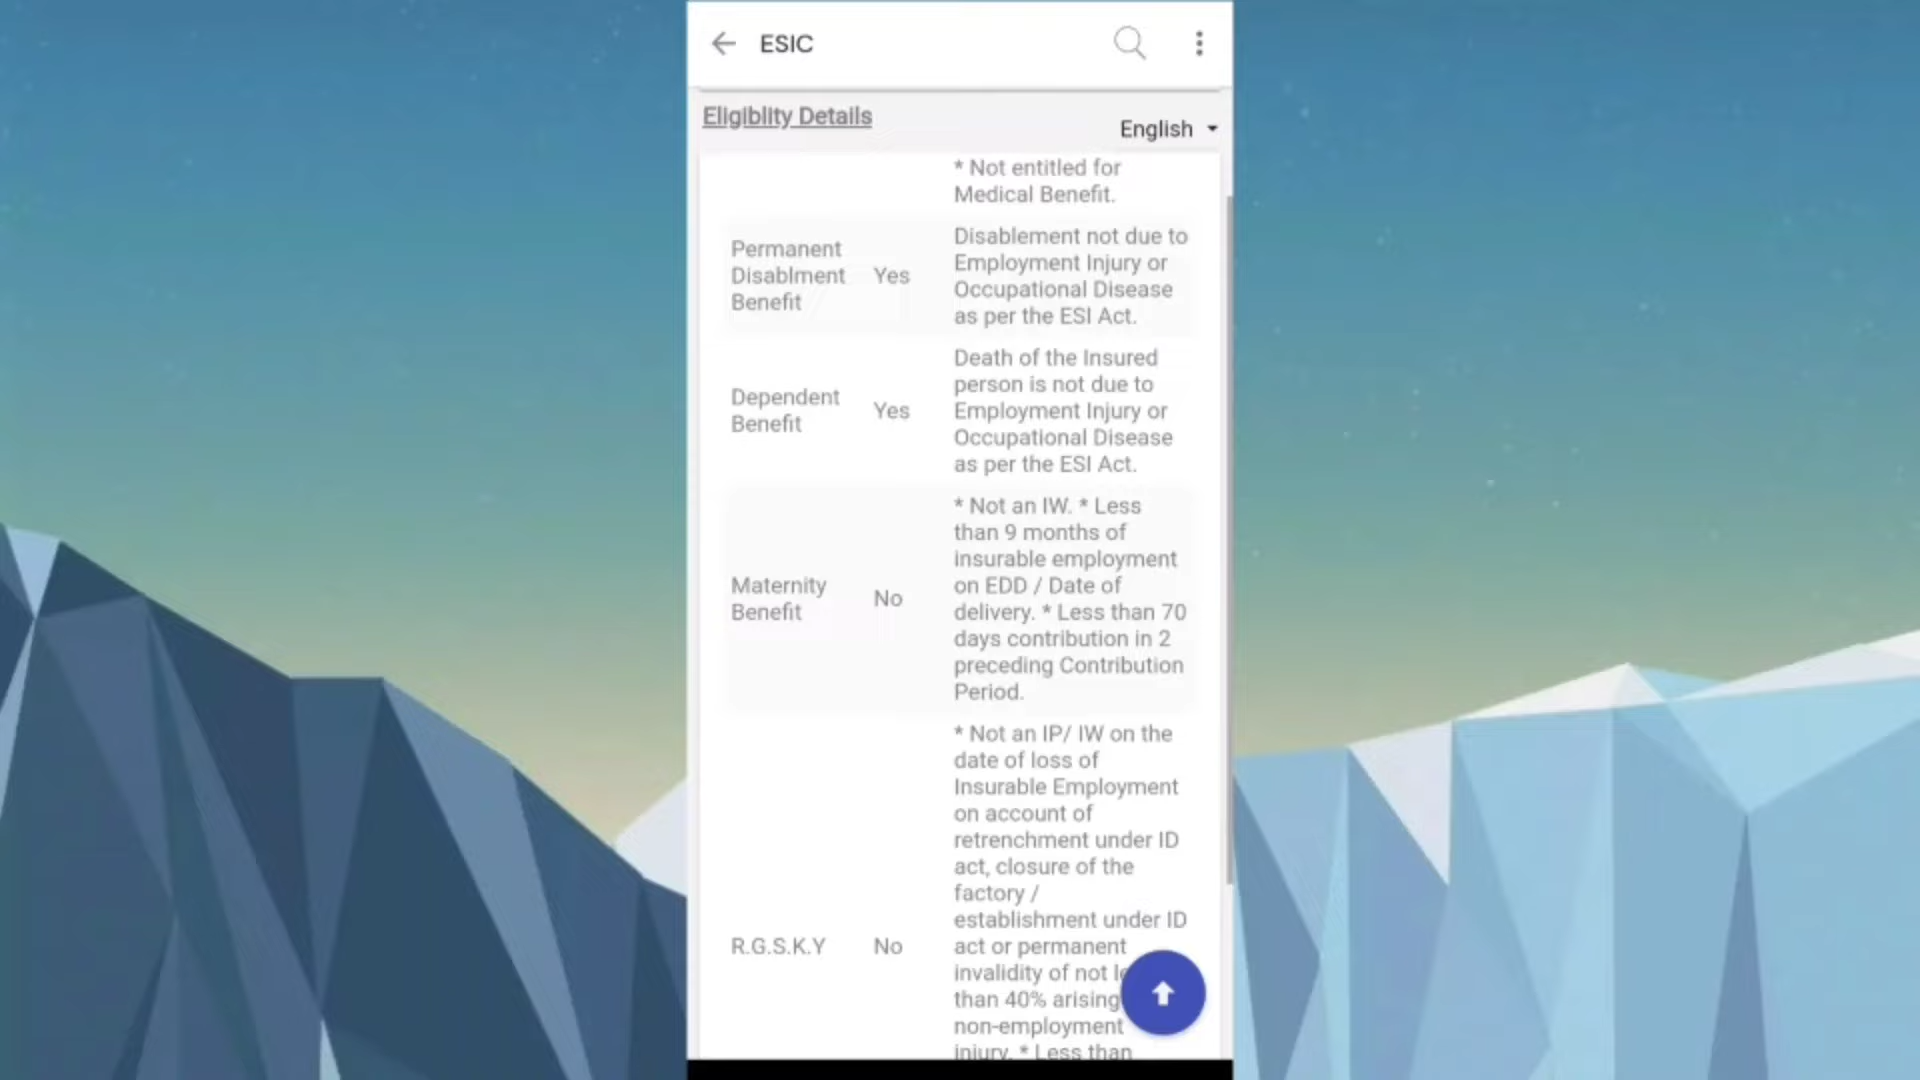 ESIC
Eligiblity Details
English
* Not entitled for
Medical Benefit.
Permanent
Disablment
Benefit
Yes
Disablement not due to
Employment Injury or
Occupational Disease
as per the ESI Act.
Dependent
Benefit
Yes
Death of the Insured
person is not due to
Employment Injury or
Occupational Disease
as per the ESI Act.
Maternity
Benefit
No
* Not an IW. * Less
than 9 months of
insurable employment
on EDD / Date of
delivery. * Less than 70
days contribution in 2
preceding Contribution
Period.
R.G.S.K.Y
No
* Not an IP/ IW on the
date of loss of
Insurable Employment
on account of
retrenchment under ID
act, closure of the
factory /
establishment under ID
act or permanent
invalidity of not
than 40% arising
non-employment
injury. * Less than